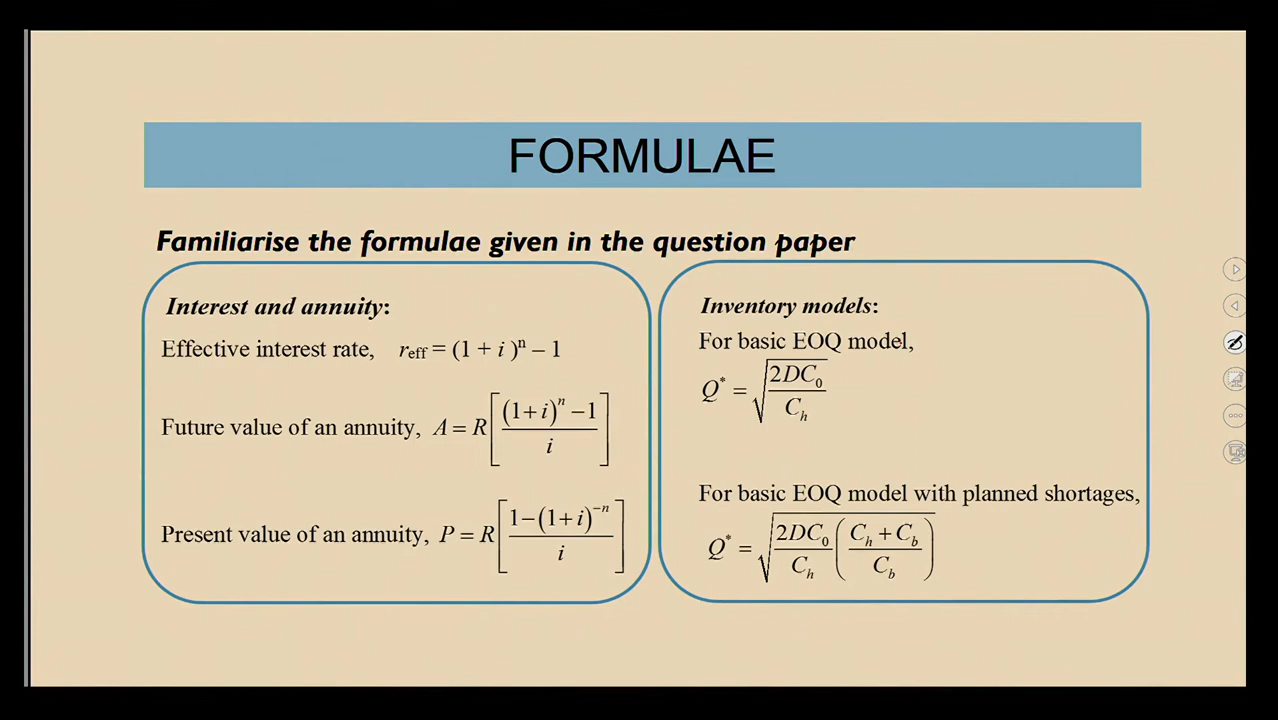 FORMULAE
Familiarise the formulae given in the question paper
Interest and annuity:
Effective interest rate, r_eff = (1 + i )^n – 1
Future value of an annuity, A = R[((1+i)^n −1)/i]
Present value of an annuity, P = R[(1−(1+i)^−n)/i]
Inventory models:
For basic EOQ model,
Q* = √(2DC_0/C_h)
For basic EOQ model with planned shortages,
Q* = √((2DC_0/C_h)((C_h + C_b)/C_b))